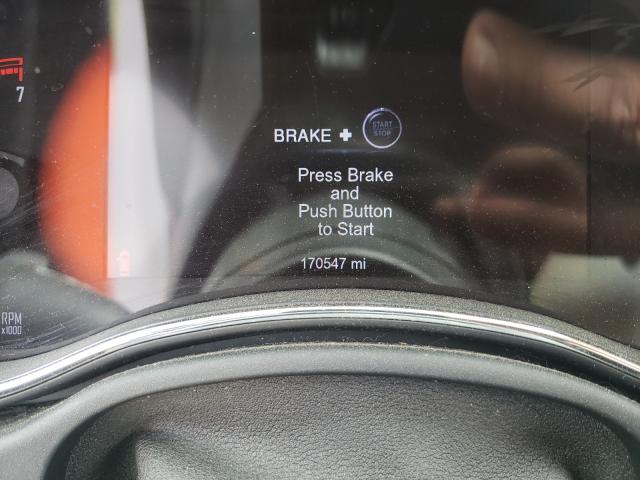 7
BRAKE + START STOP
Press Brake
and
Push Button
to Start
170547 mi
RPM
x1000